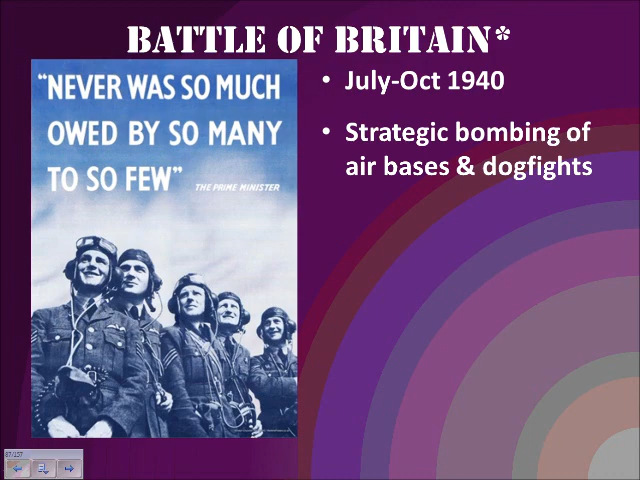 BATTLE OF BRITAIN*
"NEVER WAS SO MUCH
OWED BY SO MANY
TO SO FEW"
THE PRIME MINISTER
• July-Oct 1940
• Strategic bombing of
air bases & dogfights
87/157